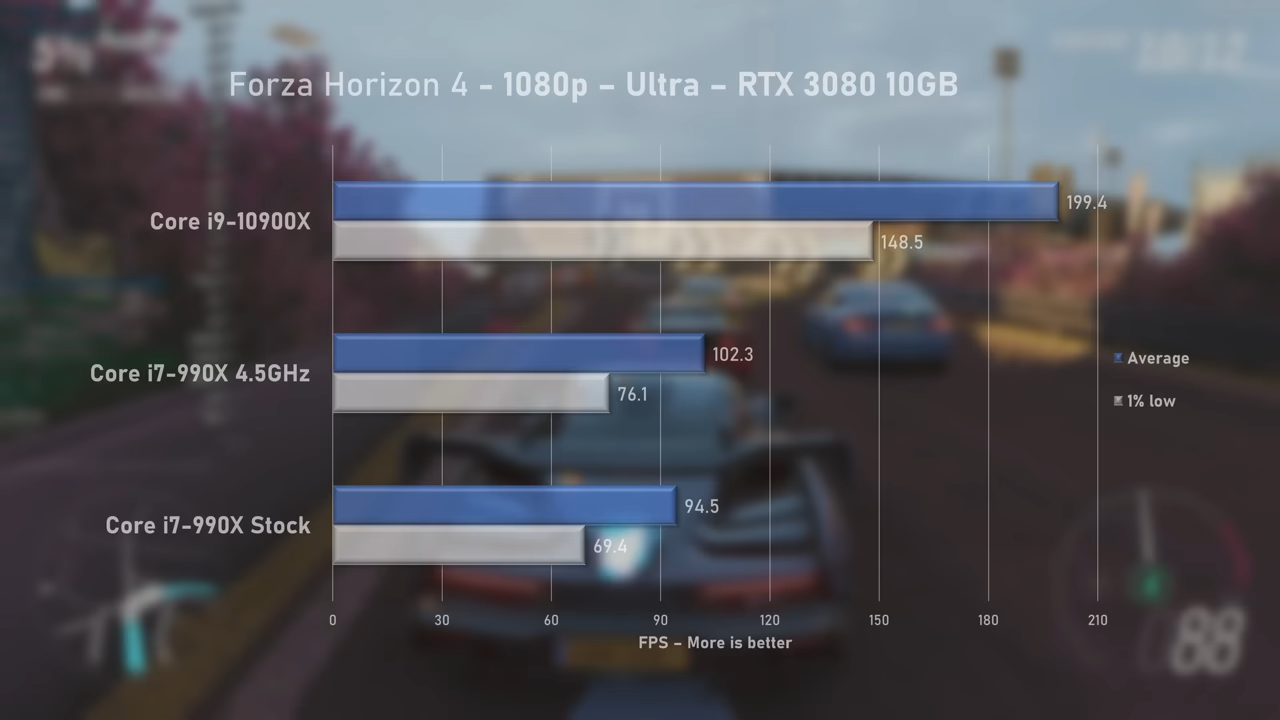 Forza Horizon 4 - 1080p – Ultra – RTX 3080 10GB
Core i9-10900X
199.4
148.5
Core i7-990X 4.5GHz
102.3
76.1
Average
1% low
Core i7-990X Stock
94.5
69.4
0 30 60 90 120 150 180 210
FPS – More is better
88